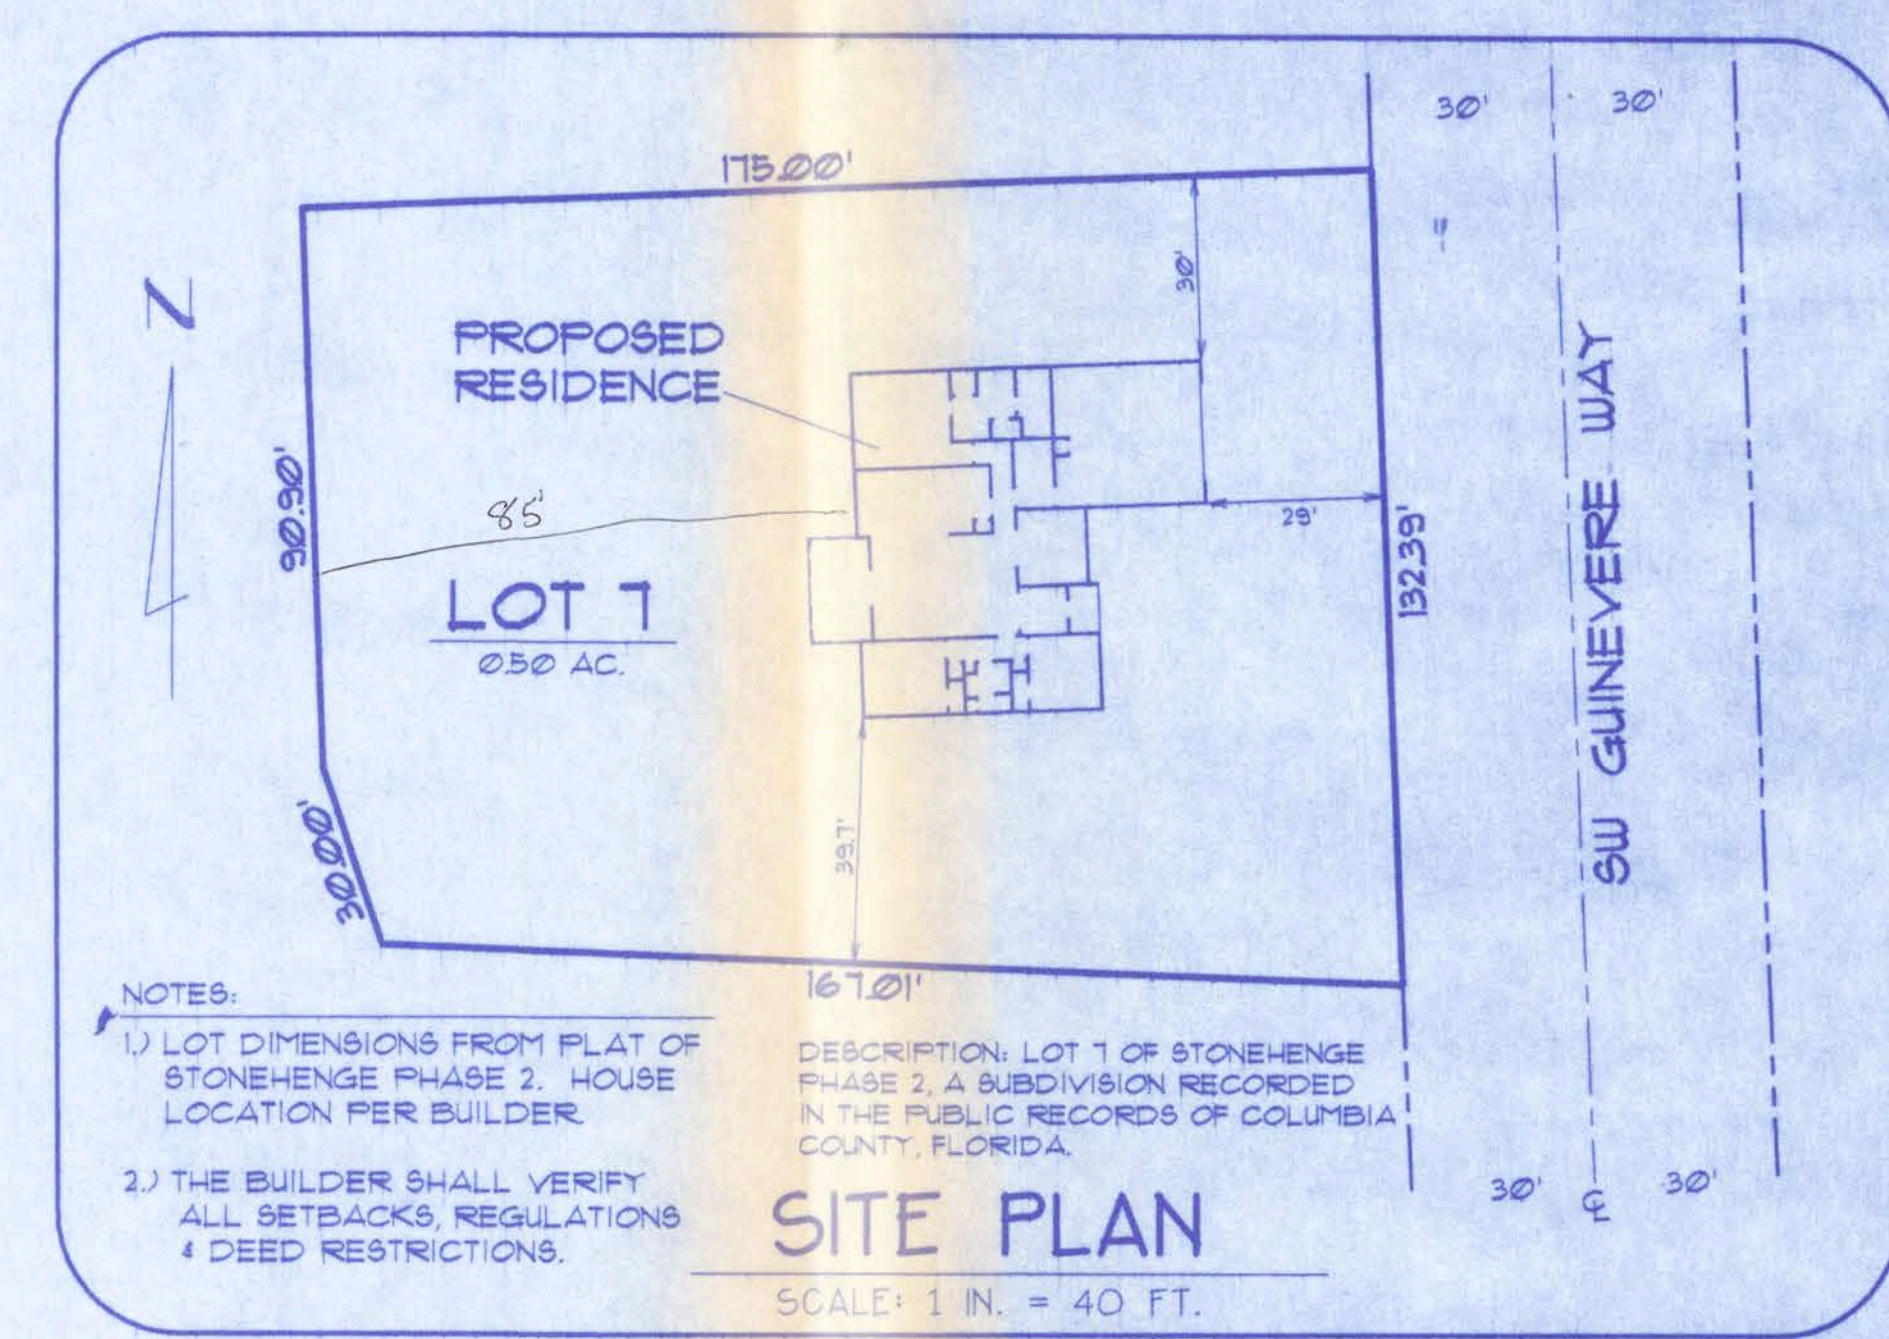 30' 30'
175.00'
N
30'
PROPOSED
RESIDENCE
90.90'
85'
29'
132.39'
SW GUINEVERE WAY
LOT 7
0.50 AC.
30.00'
39.7'
167.01'
NOTES:
1.) LOT DIMENSIONS FROM PLAT OF
STONEHENGE PHASE 2. HOUSE
LOCATION PER BUILDER
2.) THE BUILDER SHALL VERIFY
ALL SETBACKS, REGULATIONS
& DEED RESTRICTIONS.
DESCRIPTION: LOT 7 OF STONEHENGE
PHASE 2, A SUBDIVISION RECORDED
IN THE PUBLIC RECORDS OF COLUMBIA
COUNTY, FLORIDA.
30' ℄ 30'
SITE PLAN
SCALE: 1 IN. = 40 FT.